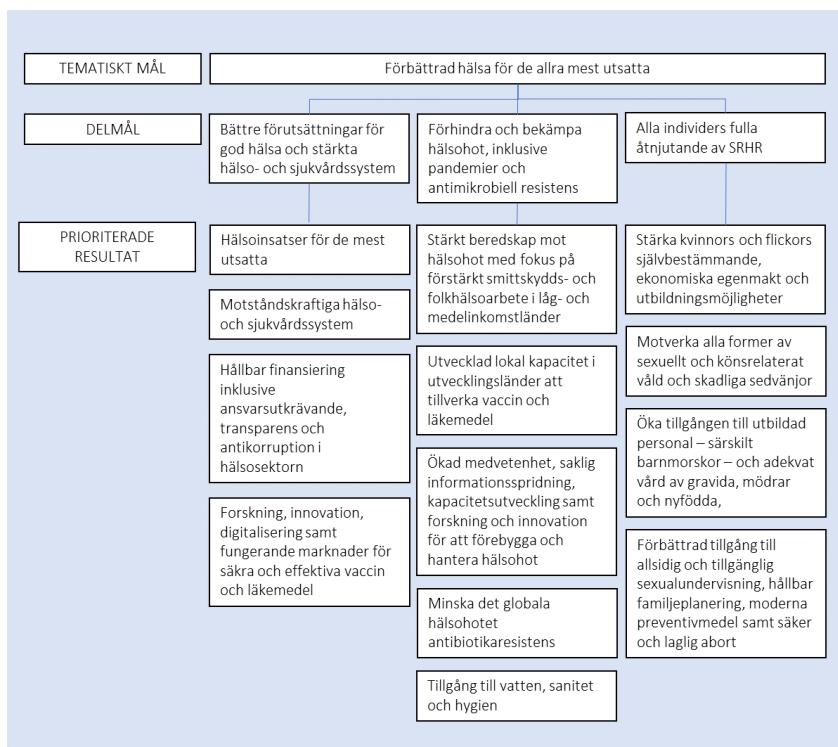 TEMATISKT MÅL
Förbättrad hälsa för de allra mest utsatta
DELMÅL
Bättre förutsättningar för
god hälsa och stärkta
hälso- och sjukvårdssystem
Förhindra och bekämpa
hälsohot, inklusive
pandemier och
antimikrobiell resistens
Alla individers fulla
åtnjutande av SRHR
PRIORITERADE
RESULTAT
Hälsoinsatser för de mest
utsatta
Motståndskraftiga hälso-
och sjukvårdssystem
Hållbar finansiering
inklusive
ansvarsutkrävande,
transparens och
antikorruption i
hälsosektorn
Forskning, innovation,
digitalisering samt
fungerande marknader för
säkra och effektiva vaccin
och läkemedel
Stärkt beredskap mot
hälsohot med fokus på
förstärkt smittskydds- och
folkhälsoarbete i låg- och
medelinkomstländer
Utvecklad lokal kapacitet i
utvecklingsländer att
tillverka vaccin och
läkemedel
Ökad medvetenhet, saklig
informationsspridning,
kapacitetsutveckling samt
forskning och innovation
för att förebygga och
hantera hälsohot
Minska det globala
hälsohotet
antibiotikaresistens
Tillgång till vatten, sanitet
och hygien
Stärka kvinnors och flickors
självbestämmande,
ekonomiska egenmakt och
utbildningsmöjligheter
Motverka alla former av
sexuellt och könsrelaterat
våld och skadliga sedvänjor
Öka tillgången till utbildad
personal – särskilt
barnmorskor – och adekvat
vård av gravida, mödrar
och nyfödda,
Förbättrad tillgång till
allsidig och tillgänglig
sexualundervisning, hållbar
familjeplanering, moderna
preventivmedel samt säker
och laglig abort